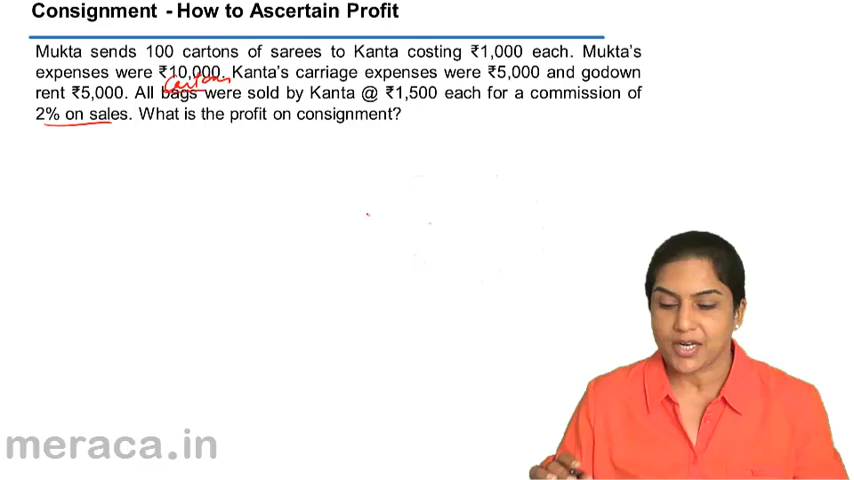 Consignment - How to Ascertain Profit
Mukta sends 100 cartons of sarees to Kanta costing ₹1,000 each. Mukta's
expenses were ₹10,000. Kanta's carriage expenses were ₹5,000 and godown
cartons
rent ₹5,000. All bags were sold by Kanta @ ₹1,500 each for a commission of
2% on sales. What is the profit on consignment?
meraca.in